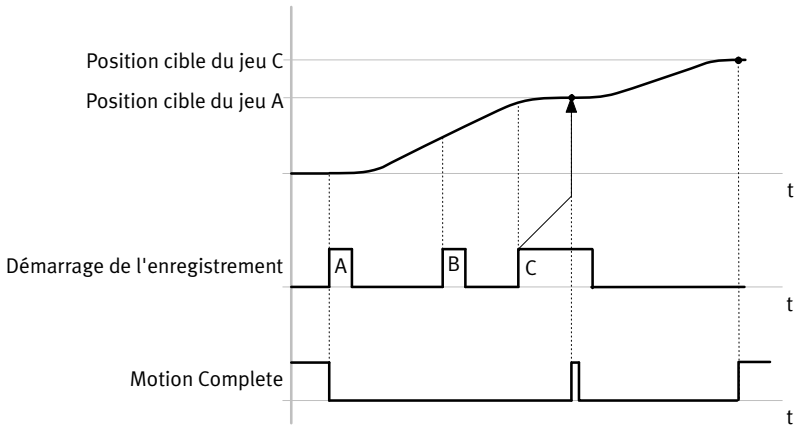 Position cible du jeu C
Position cible du jeu A
t
Démarrage de l'enregistrement
A
B
C
t
Motion Complete
t